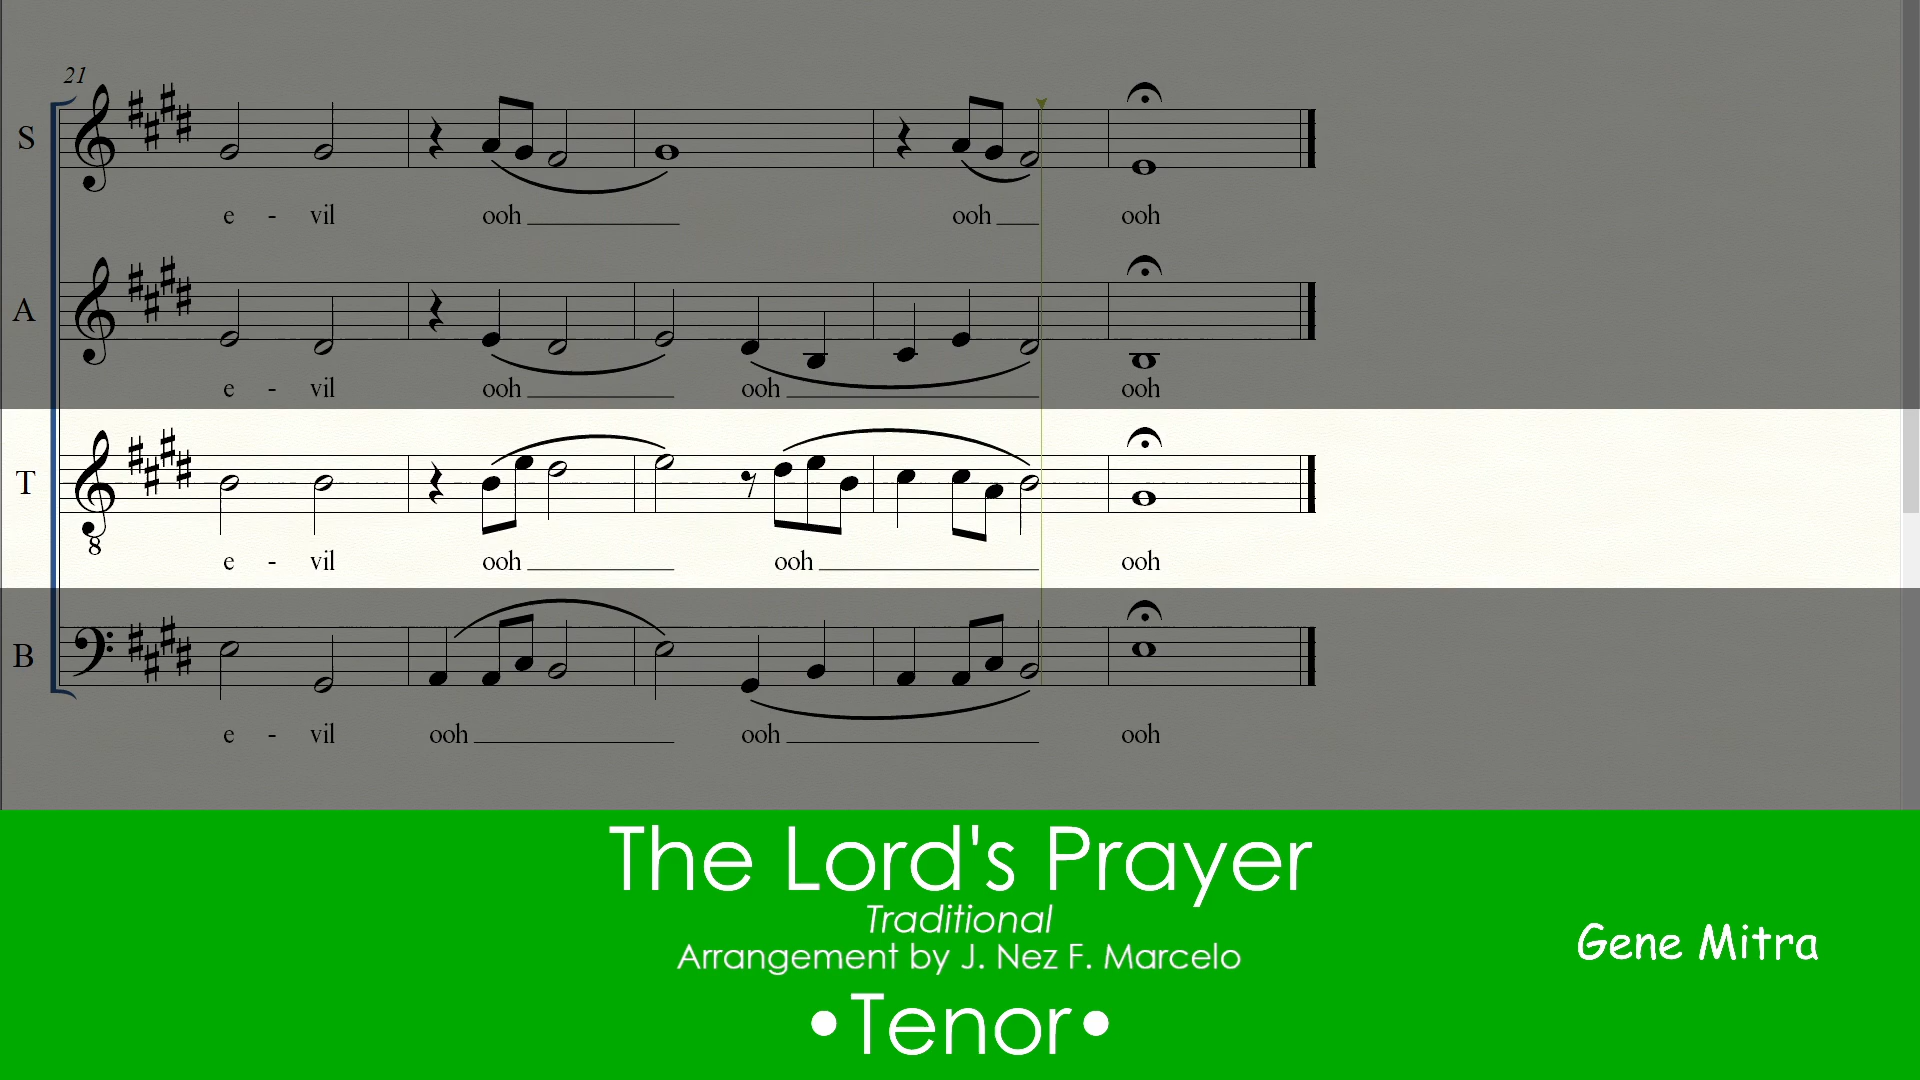 21
S
e - vil ooh ooh ooh
A
e - vil ooh ooh ooh
T
8
e - vil ooh ooh ooh
B
e - vil ooh ooh ooh
The Lord's Prayer
Traditional
Arrangement by J. Nez F. Marcelo
Gene Mitra
•Tenor•